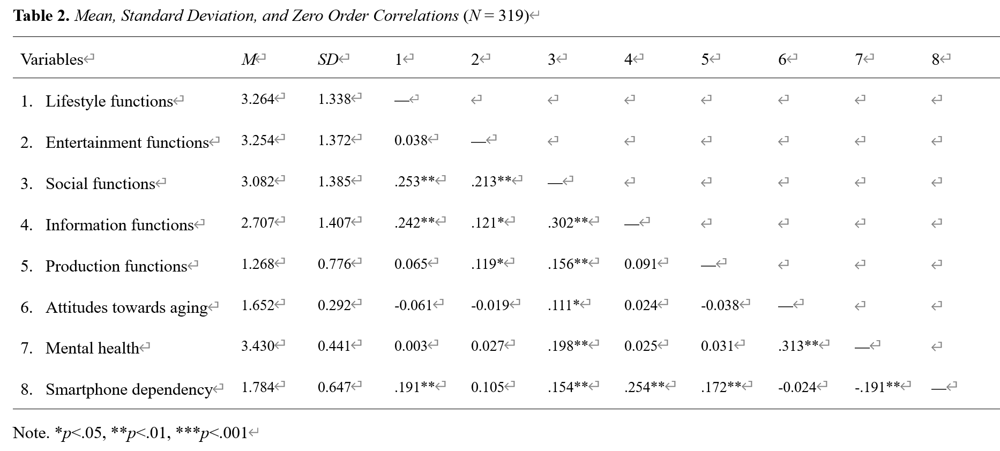 Table 2. Mean, Standard Deviation, and Zero Order Correlations (N = 319)↵
Variables↵ M↵ SD↵ 1↵ 2↵ 3↵ 4↵ 5↵ 6↵ 7↵ 8↵
1. Lifestyle functions↵ 3.264↵ 1.338↵ —↵ ↵ ↵ ↵ ↵ ↵ ↵ ↵
2. Entertainment functions↵ 3.254↵ 1.372↵ 0.038↵ —↵ ↵ ↵ ↵ ↵ ↵ ↵
3. Social functions↵ 3.082↵ 1.385↵ .253**↵ .213**↵ —↵ ↵ ↵ ↵ ↵ ↵
4. Information functions↵ 2.707↵ 1.407↵ .242**↵ .121*↵ .302**↵ —↵ ↵ ↵ ↵ ↵
5. Production functions↵ 1.268↵ 0.776↵ 0.065↵ .119*↵ .156**↵ 0.091↵ —↵ ↵ ↵ ↵
6. Attitudes towards aging↵ 1.652↵ 0.292↵ -0.061↵ -0.019↵ .111*↵ 0.024↵ -0.038↵ —↵ ↵ ↵
7. Mental health↵ 3.430↵ 0.441↵ 0.003↵ 0.027↵ .198**↵ 0.025↵ 0.031↵ .313**↵ —↵ ↵
8. Smartphone dependency↵ 1.784↵ 0.647↵ .191**↵ 0.105↵ .154**↵ .254**↵ .172**↵ -0.024↵ -.191**↵ —↵
Note. *p<.05, **p<.01, ***p<.001↵